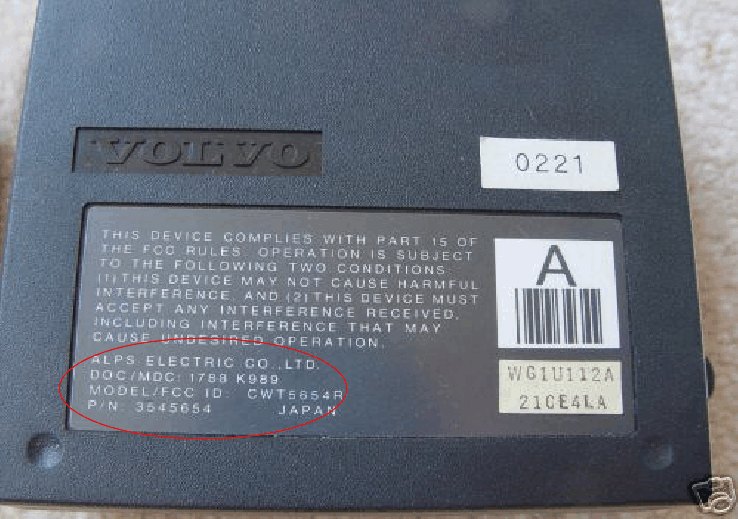 VOLVO
0221
THIS DEVICE COMPLIES WITH PART 15 OF
THE FCC RULES. OPERATION IS SUBJECT
TO THE FOLLOWING TWO CONDITIONS.
(1) THIS DEVICE MAY NOT CAUSE HARMFUL
INTERFERENCE, AND (2) THIS DEVICE MUST
ACCEPT ANY INTERFERENCE RECEIVED,
INCLUDING INTERFERENCE THAT MAY
CAUSE UNDESIRED OPERATION.
ALPS ELECTRIC CO.,LTD.
DOC/MDC: 1788 K989
MODEL/FCC ID: CWT5654R
P/N: 3545654 JAPAN
A
WG1U112A
21CE4LA